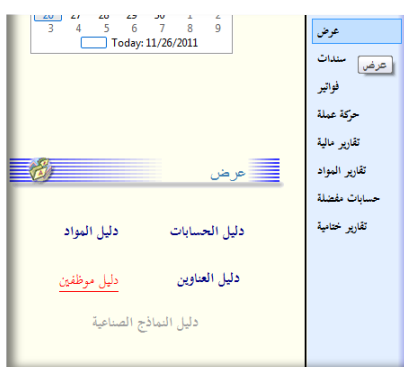 26 27 28 29 30 1 2
3 4 5 6 7 8 9
Today: 11/26/2011
عرض
سندات
عرض
فواتير
حركة عملة
تقارير مالية
تقارير المواد
حسابات مفضلة
تقارير ختامية
عرض
دليل الحسابات دليل المواد
دليل العناوين دليل موظفين
دليل النماذج الصناعية